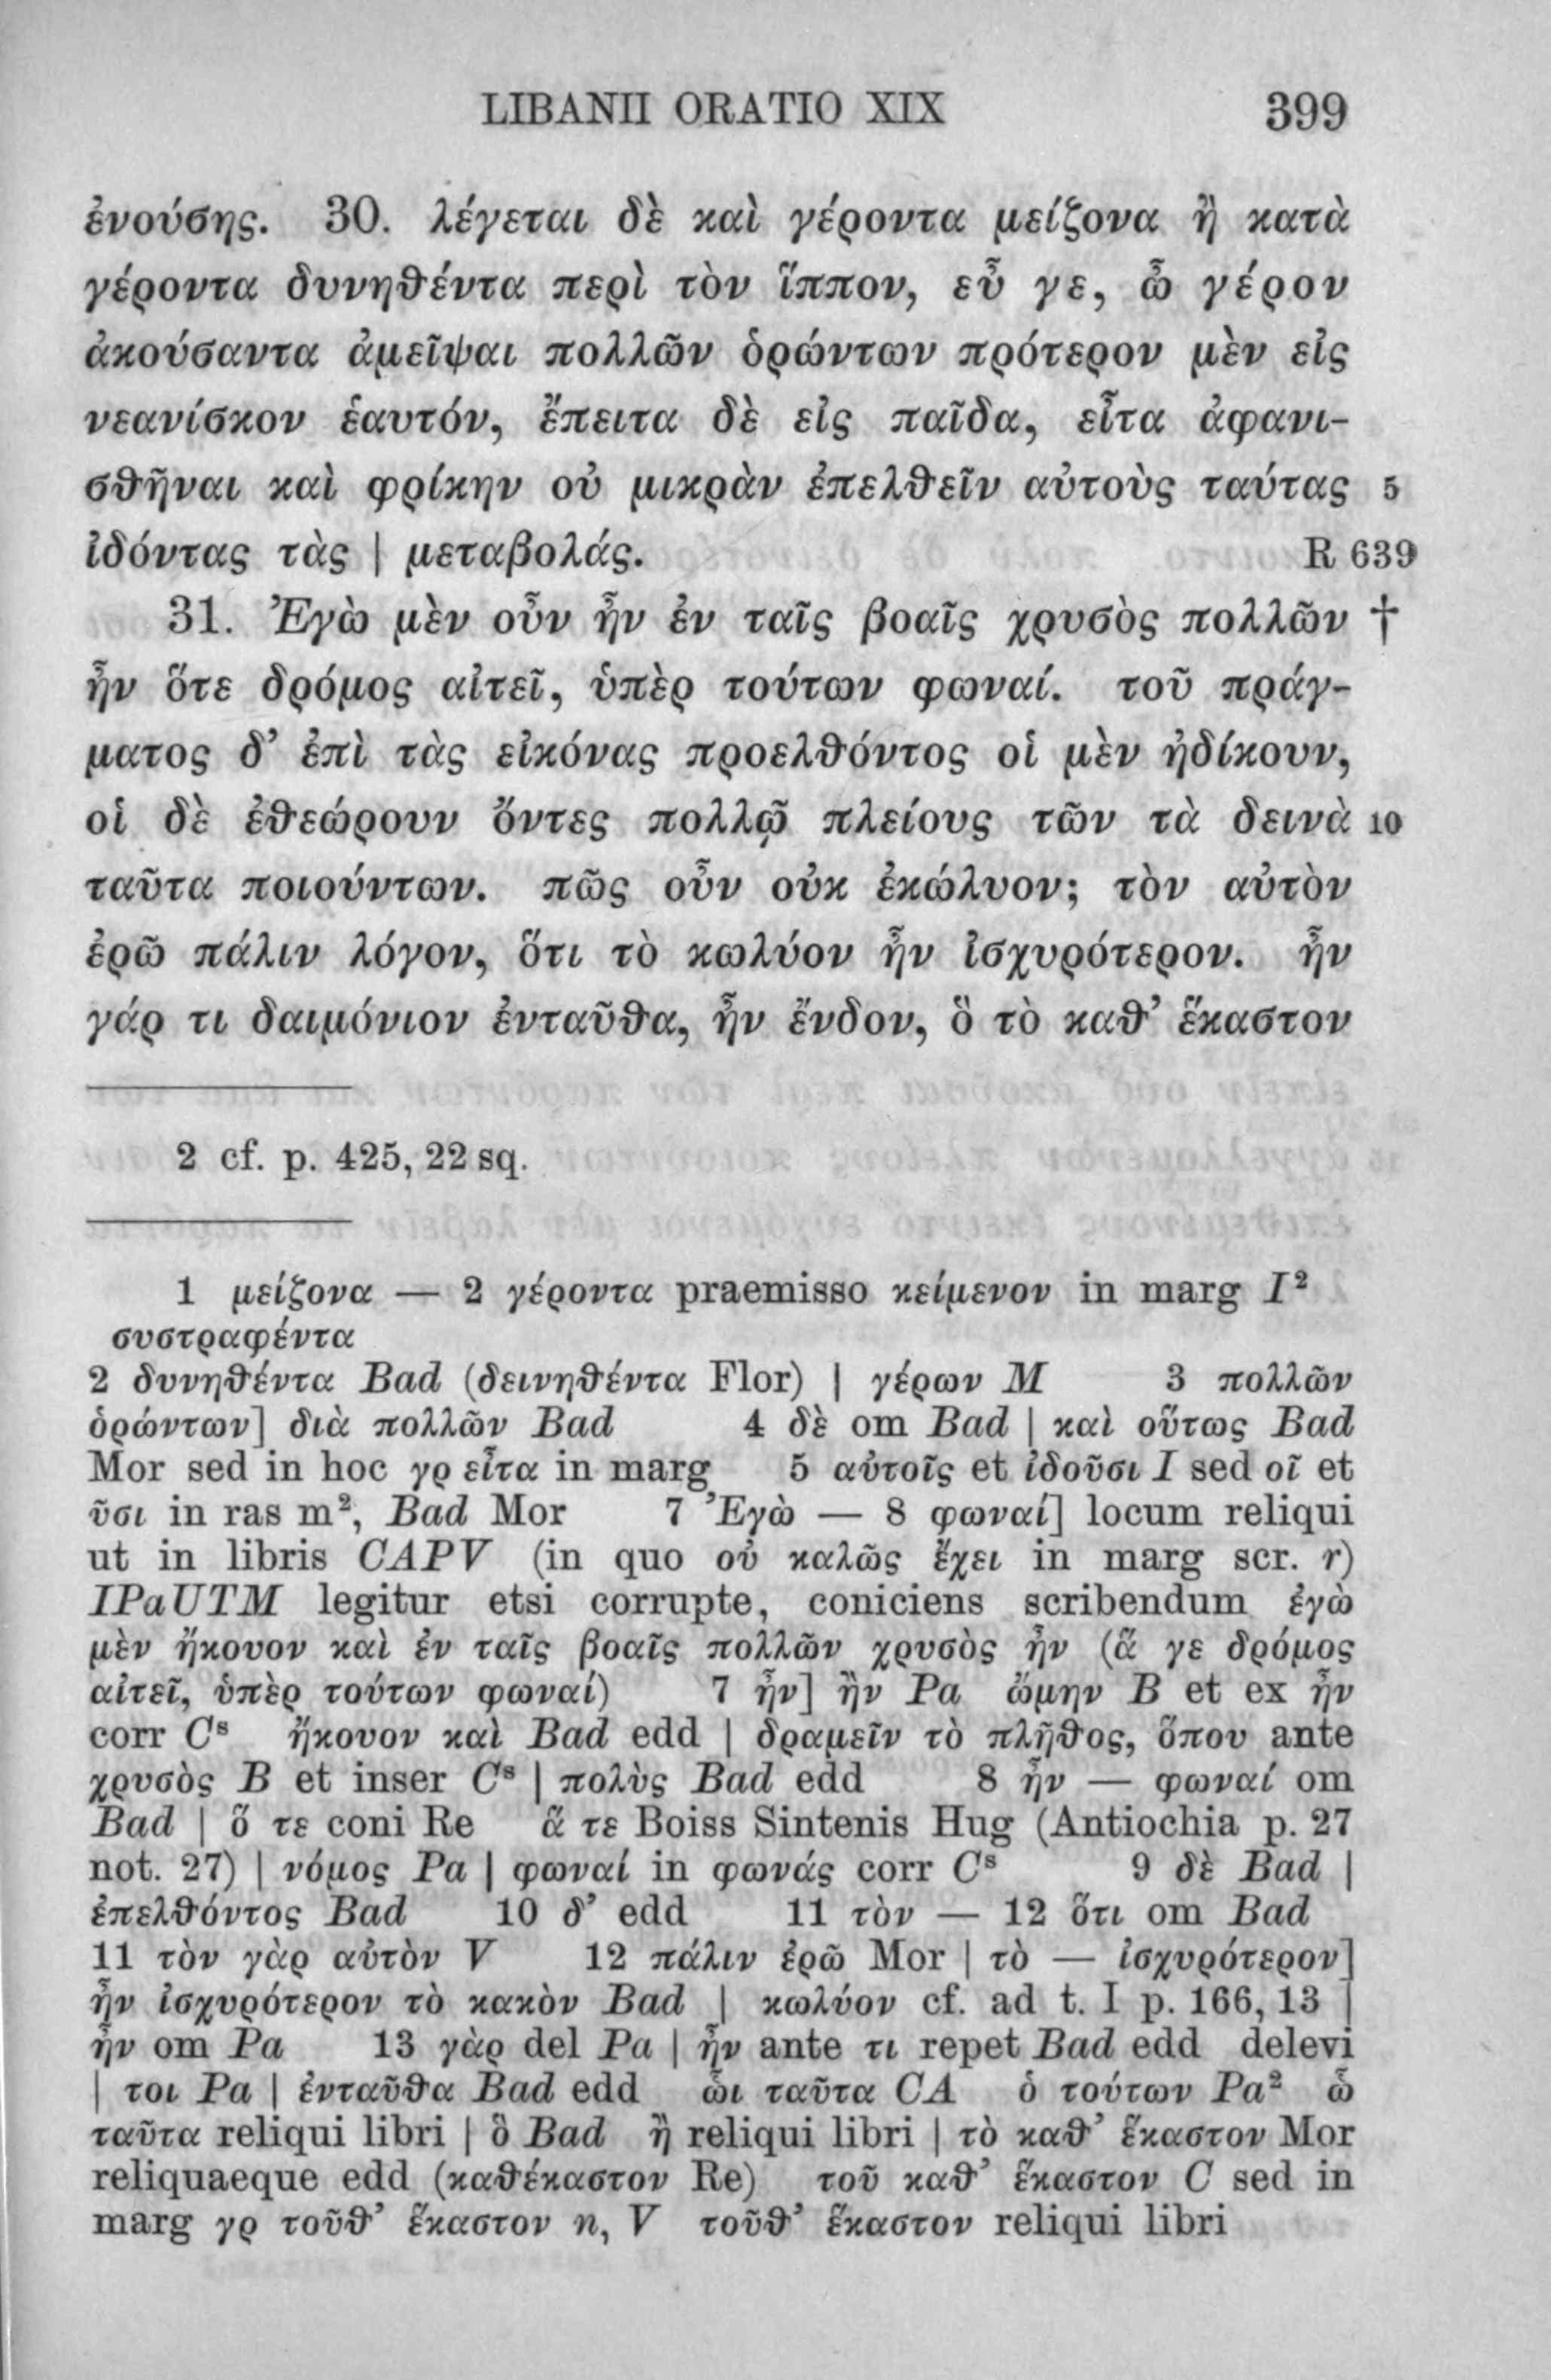 LIBANII ORATIO XIX 399
ἐνούσης. 30. λέγεται δὲ καὶ γέροντα μείζονα ἢ κατὰ
γέροντα δυνηθέντα περὶ τὸν ἵππον, εὖ γε, ὦ γέρον
ἀκούσαντα ἀμεῖψαι πολλῶν ὁρώντων πρότερον μὲν εἰς
νεανίσκον ἑαυτόν, ἔπειτα δὲ εἰς παῖδα, εἶτα ἀφανι-
σθῆναι καὶ φρίκην οὐ μικρὰν ἐπελθεῖν αὐτοὺς ταύτας 5
ἰδόντας τὰς | μεταβολάς. R 639
31. Ἐγὼ μὲν οὖν ἦν ἐν ταῖς βοαῖς χρυσὸς πολλῶν †
ἦν ὅτε δρόμος αἰτεῖ, ὑπὲρ τούτων φωναί. τοῦ πράγ-
ματος δ’ ἐπὶ τὰς εἰκόνας προελθόντος οἱ μὲν ἠδίκουν,
οἱ δὲ ἐθεώρουν ὄντες πολλῷ πλείους τῶν τὰ δεινὰ 10
ταῦτα ποιούντων. πῶς οὖν οὐκ ἐκώλυον; τὸν αὐτὸν
ἐρῶ πάλιν λόγον, ὅτι τὸ κωλύον ἦν ἰσχυρότερον. ἦν
γάρ τι δαιμόνιον ἐνταῦθα, ἦν ἔνδον, ὃ τὸ καθ’ ἕκαστον
2 cf. p. 425, 22 sq.
1 μείζονα — 2 γέροντα praemisso κείμενον in marg I²
συστραφέντα
2 δυνηθέντα Bad (δεινηθέντα Flor) | γέρων M 3 πολλῶν
ὁρώντων] διὰ πολλῶν Bad 4 δὲ om Bad | καὶ οὕτως Bad
Mor sed in hoc γρ εἶτα in marg 5 αὐτοῖς et ἰδοῦσι I sed οῖ et
ῦσι in ras m², Bad Mor 7 Ἐγὼ — 8 φωναί] locum reliqui
ut in libris CAPV (in quo οὐ καλῶς ἔχει in marg scr. r)
IPaUTM legitur etsi corrupte, coniciens scribendum ἐγὼ
μὲν ἤκουον καὶ ἐν ταῖς βοαῖς πολλῶν χρυσὸς ἦν (ἅ γε δρόμος
αἰτεῖ, ὑπὲρ τούτων φωναί) 7 ἦν] ἢν Pa ᾤμην B et ex ἦν
corr Cˢ ἤκουον καὶ Bad edd | δραμεῖν τὸ πλῆθος, ὅπου ante
χρυσὸς B et inser Cˢ | πολὺς Bad edd 8 ἦν — φωναί om
Bad | ὅ τε coni Re ἅ τε Boiss Sintenis Hug (Antiochia p. 27
not. 27) | νόμος Pa | φωναί in φωνάς corr Cˢ 9 δὲ Bad |
ἐπελθόντος Bad 10 δ’ edd 11 τὸν — 12 ὅτι om Bad
11 τὸν γὰρ αὐτὸν V 12 πάλιν ἐρῶ Mor | τὸ — ἰσχυρότερον]
ἦν ἰσχυρότερον τὸ κακὸν Bad | κωλύον cf. ad t. I p. 166, 13 |
ἦν om Pa 13 γὰρ del Pa | ἦν ante τι repet Bad edd delevi
| τοι Pa | ἐνταῦθα Bad edd ὧι ταῦτα CA ὁ τούτων Pa² ὦ
ταῦτα reliqui libri | ὃ Bad ἢ reliqui libri | τὸ καθ’ ἕκαστον Mor
reliquaeque edd (καθέκαστον Re) τοῦ καθ’ ἕκαστον C sed in
marg γρ τοῦθ’ ἕκαστον n, V τοῦθ’ ἕκαστον reliqui libri